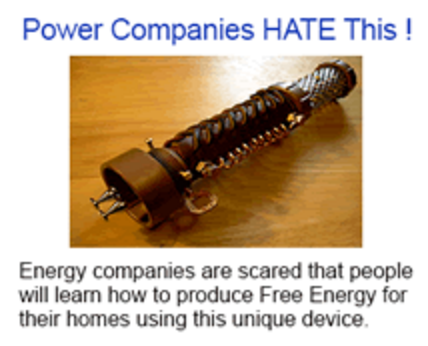 Power Companies HATE This !
Energy companies are scared that people
will learn how to produce Free Energy for
their homes using this unique device.